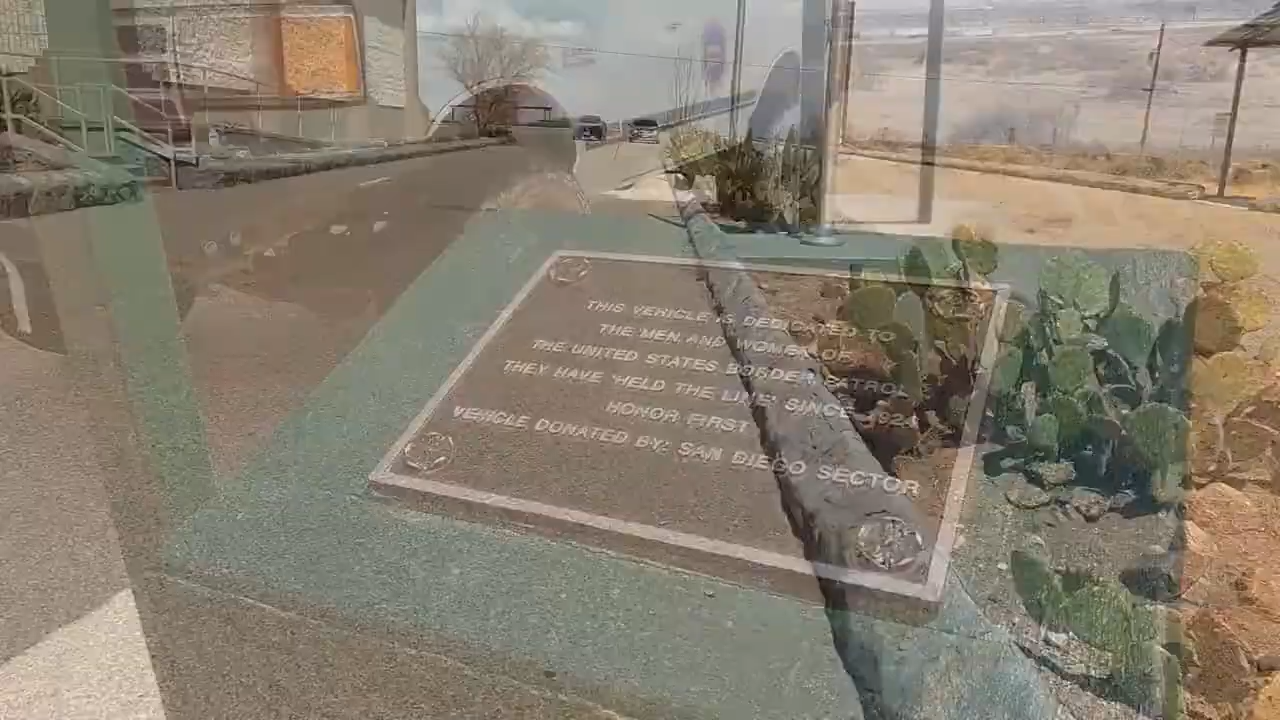 THIS VEHICLE IS DEDICATED TO
THE MEN AND WOMEN OF
THE UNITED STATES BORDER PATROL
THEY HAVE 'HELD THE LINE' SINCE 1924
HONOR FIRST
VEHICLE DONATED BY: SAN DIEGO SECTOR